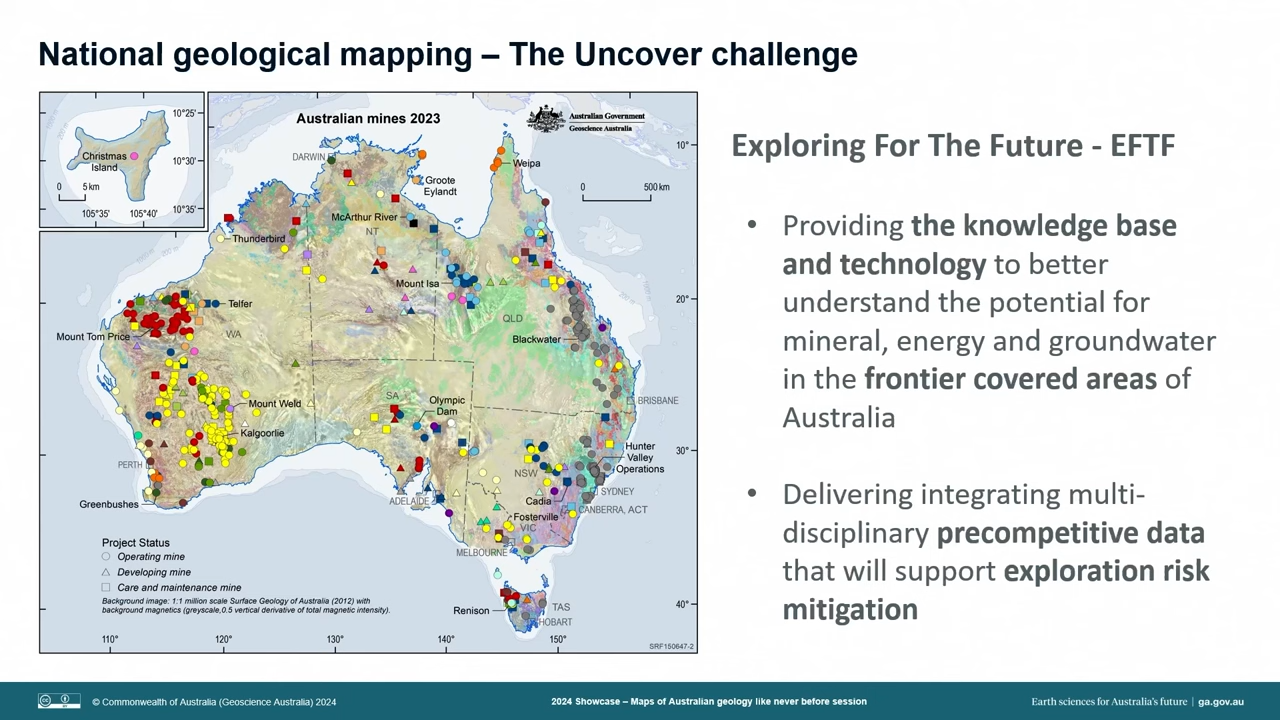 National geological mapping – The Uncover challenge
Australian mines 2023
Australian Government
Geoscience Australia
Christmas
Island
0 5 km
10°25'
10°30'
10°35'
105°35' 105°40'
DARWIN
Groote
Eylandt
Weipa
10°
0 500 km
McArthur River
NT
Thunderbird
Mount Isa
Telfer
20°
QLD
WA
Mount Tom Price
Blackwater
SA
Olympic
Dam
BRISBANE
Mount Weld
Kalgoorlie
Hunter
Valley
Operations
30°
PERTH
NSW
SYDNEY
Greenbushes
ADELAIDE
Cadia
CANBERRA, ACT
Fosterville
VIC
MELBOURNE
Project Status
Operating mine
Developing mine
Care and maintenance mine
Background image: 1:1 million scale Surface Geology of Australia (2012) with
background magnetics (greyscale,0.5 vertical derivative of total magnetic intensity).
Renison
TAS
HOBART
40°
110° 120° 130° 140° 150°
SRF150647-2
Exploring For The Future - EFTF
• Providing the knowledge base
and technology to better
understand the potential for
mineral, energy and groundwater
in the frontier covered areas of
Australia
• Delivering integrating multi-
disciplinary precompetitive data
that will support exploration risk
mitigation
© Commonwealth of Australia (Geoscience Australia) 2024
2024 Showcase – Maps of Australian geology like never before session
Earth sciences for Australia's future | ga.gov.au